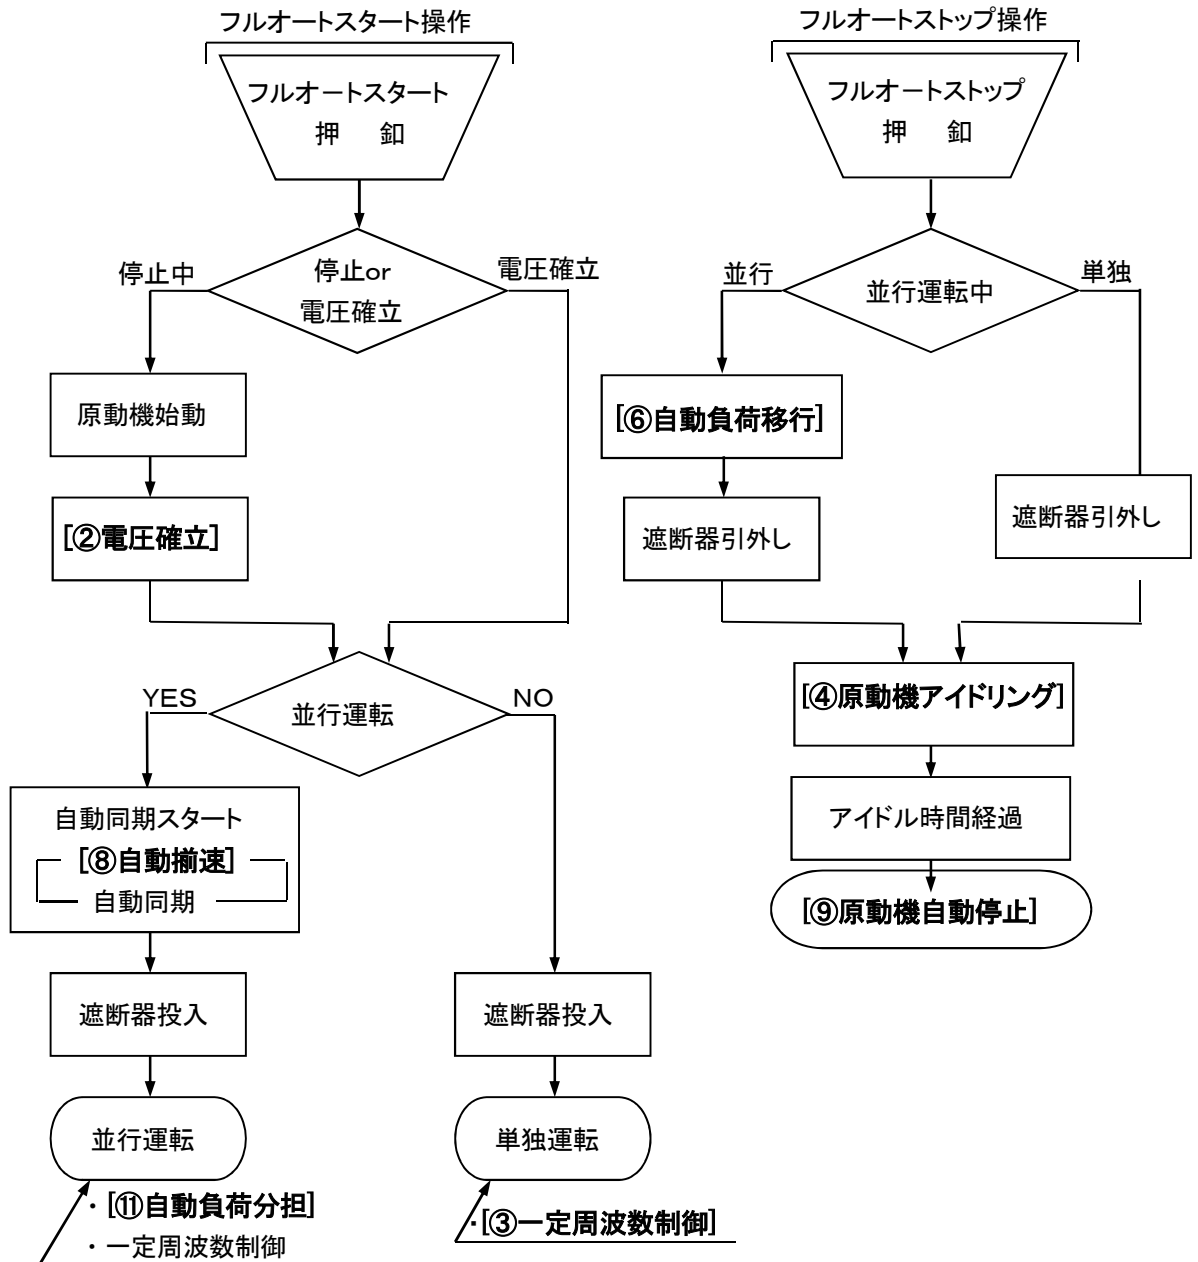 フルオートスタート操作
フルオートスタート
押　釦
停止中
停止or
電圧確立
電圧確立
原動機始動
[②電圧確立]
YES
並行運転
NO
自動同期スタート
[⑧自動揃速]
自動同期
遮断器投入
遮断器投入
並行運転
単独運転
・[⑪自動負荷分担]
・一定周波数制御
・[③一定周波数制御]
フルオートストップ操作
フルオートストップ
押　釦
並行
並行運転中
単独
[⑥自動負荷移行]
遮断器引外し
遮断器引外し
[④原動機アイドリング]
アイドル時間経過
[⑨原動機自動停止]